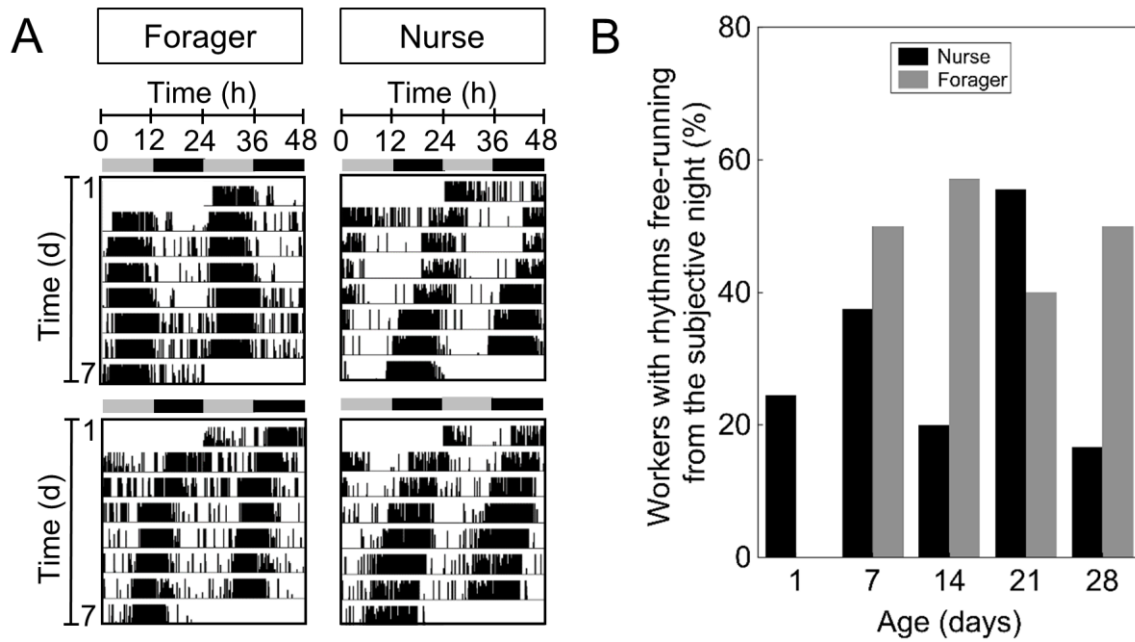 A
Forager
Nurse
Time (h)
Time (h)
0 12 24 36 48
0 12 24 36 48
Time (d)
1
7
Time (d)
1
7
B
Nurse
Forager
Workers with rhythms free-running
from the subjective night (%)
80
60
40
20
0
1 7 14 21 28
Age (days)